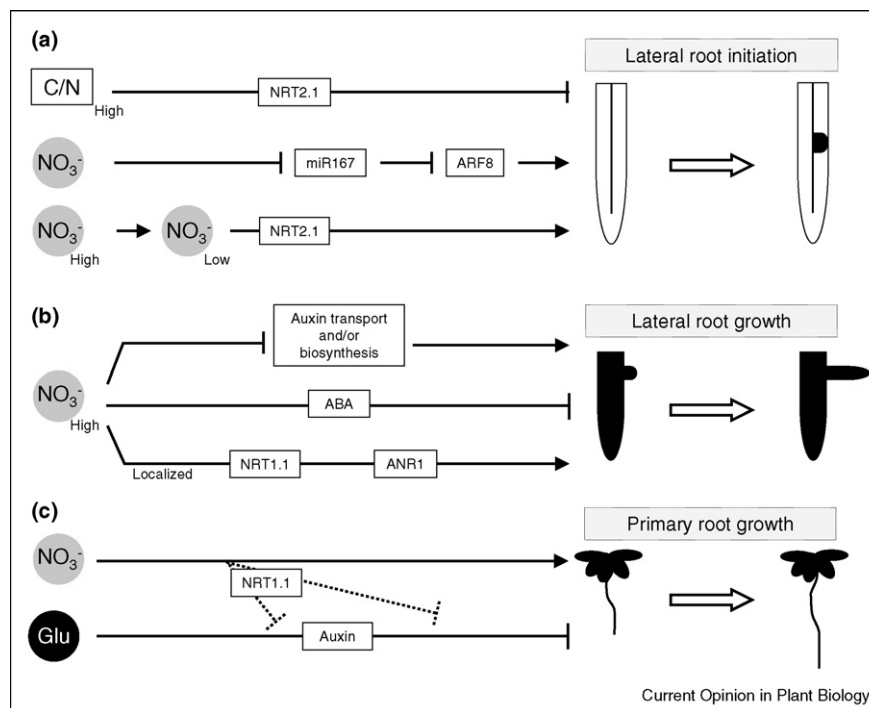 (a)
Lateral root initiation
C/N
High
NRT2.1
NO₃⁻
miR167
ARF8
NO₃⁻
High
NO₃⁻
Low
NRT2.1
(b)
Lateral root growth
Auxin transport
and/or
biosynthesis
NO₃⁻
High
ABA
Localized
NRT1.1
ANR1
(c)
Primary root growth
NO₃⁻
NRT1.1
Glu
Auxin
Current Opinion in Plant Biology